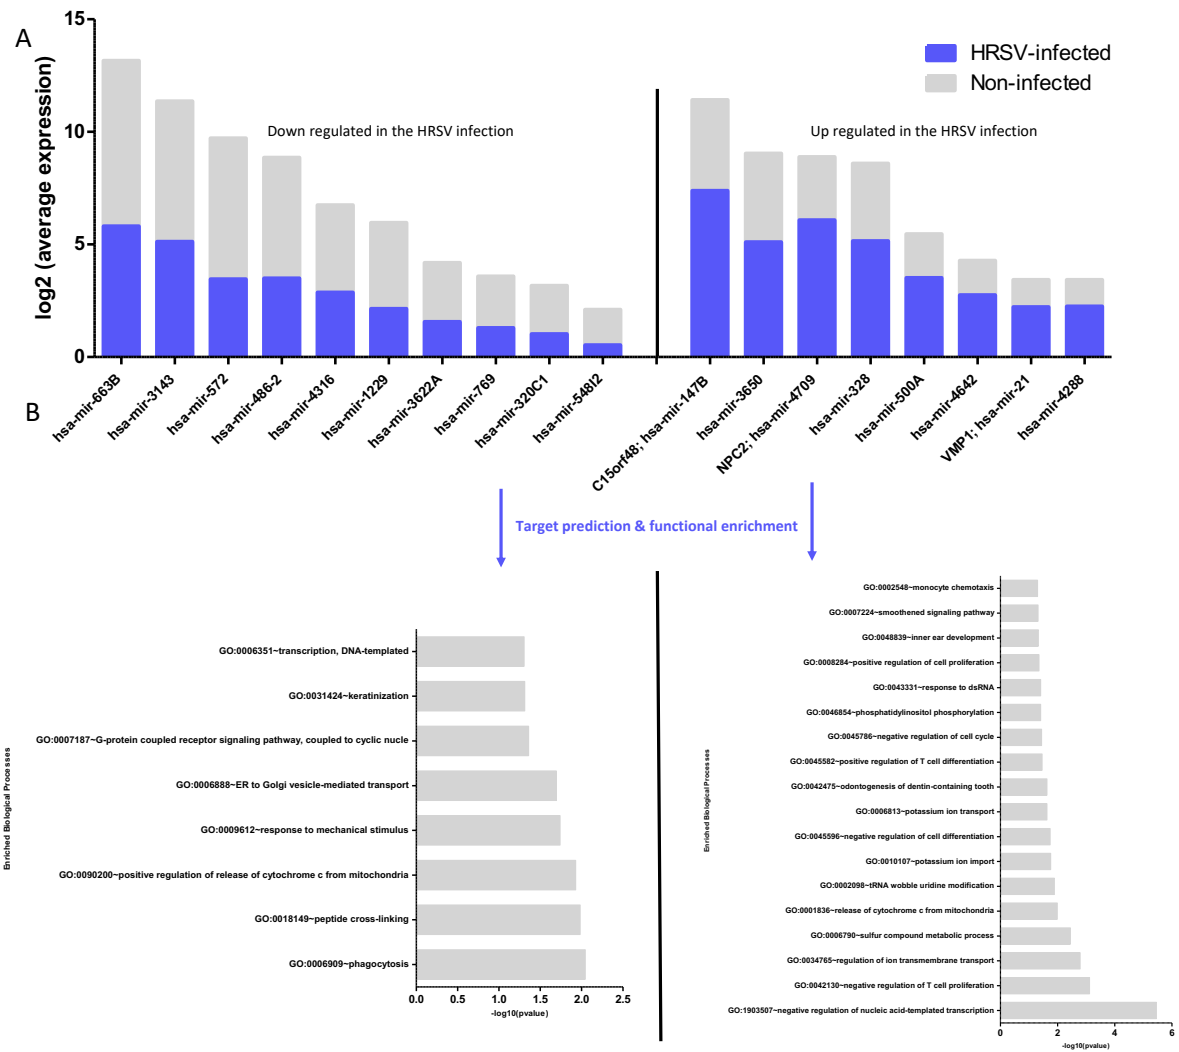 A
15
10
5
0
log2 (average expression)
HRSV-infected
Non-infected
Down regulated in the HRSV infection
Up regulated in the HRSV infection
hsa-mir-663B
hsa-mir-3143
hsa-mir-572
hsa-mir-486-2
hsa-mir-4316
hsa-mir-1229
hsa-mir-3622A
hsa-mir-769
hsa-mir-320C1
hsa-mir-548I2
C15orf48; hsa-mir-147B
hsa-mir-3650
NPC2; hsa-mir-4709
hsa-mir-328
hsa-mir-500A
hsa-mir-4642
VMP1; hsa-mir-21
hsa-mir-4288
B
Target prediction & functional enrichment
Enriched Biological Processes
GO:0006351~transcription, DNA-templated
GO:0031424~keratinization
GO:0007187~G-protein coupled receptor signaling pathway, coupled to cyclic nucle
GO:0006888~ER to Golgi vesicle-mediated transport
GO:0009612~response to mechanical stimulus
GO:0090200~positive regulation of release of cytochrome c from mitochondria
GO:0018149~peptide cross-linking
GO:0006909~phagocytosis
0.0 0.5 1.0 1.5 2.0 2.5
-log10(pvalue)
Enriched Biological Processes
GO:0002548~monocyte chemotaxis
GO:0007224~smoothened signaling pathway
GO:0048839~inner ear development
GO:0008284~positive regulation of cell proliferation
GO:0043331~response to dsRNA
GO:0046854~phosphatidylinositol phosphorylation
GO:0045786~negative regulation of cell cycle
GO:0045582~positive regulation of T cell differentiation
GO:0042475~odontogenesis of dentin-containing tooth
GO:0006813~potassium ion transport
GO:0045596~negative regulation of cell differentiation
GO:0010107~potassium ion import
GO:0002098~tRNA wobble uridine modification
GO:0001836~release of cytochrome c from mitochondria
GO:0006790~sulfur compound metabolic process
GO:0034765~regulation of ion transmembrane transport
GO:0042130~negative regulation of T cell proliferation
GO:1903507~negative regulation of nucleic acid-templated transcription
0 2 4 6
-log10(pvalue)